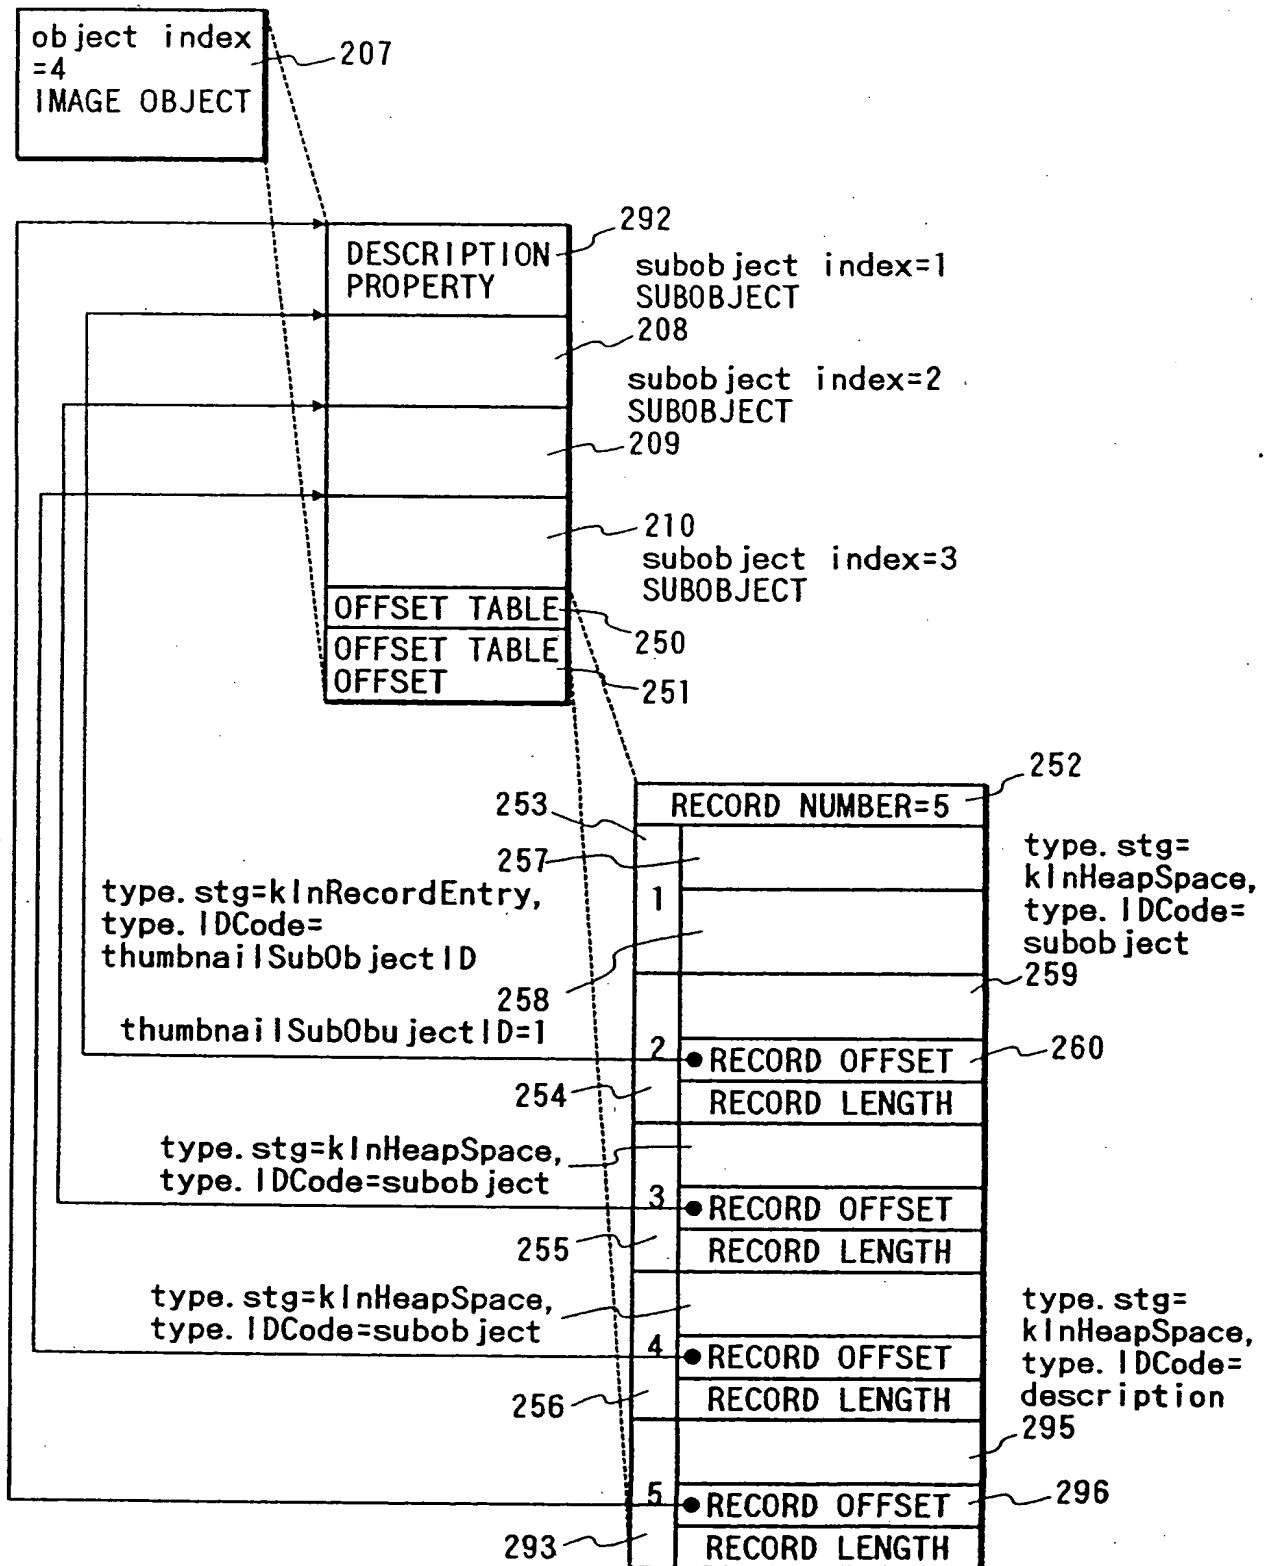 object index
=4
IMAGE OBJECT
207
292
DESCRIPTION
PROPERTY
subobject index=1
SUBOBJECT
208
subobject index=2
SUBOBJECT
209
210
subobject index=3
SUBOBJECT
OFFSET TABLE
250
OFFSET TABLE
OFFSET
251
252
RECORD NUMBER=5
253
257
1
type.stg=
kInHeapSpace,
type.IDCode=
subobject
type.stg=kInRecordEntry,
type.IDCode=
thumbnailSubObjectID
258
259
thumbnailSubObujectID=1
2
RECORD OFFSET
260
254
RECORD LENGTH
type.stg=kInHeapSpace,
type.IDCode=subobject
3
RECORD OFFSET
255
RECORD LENGTH
type.stg=kInHeapSpace,
type.IDCode=subobject
4
RECORD OFFSET
256
RECORD LENGTH
type.stg=
kInHeapSpace,
type.IDCode=
description
295
5
RECORD OFFSET
296
293
RECORD LENGTH